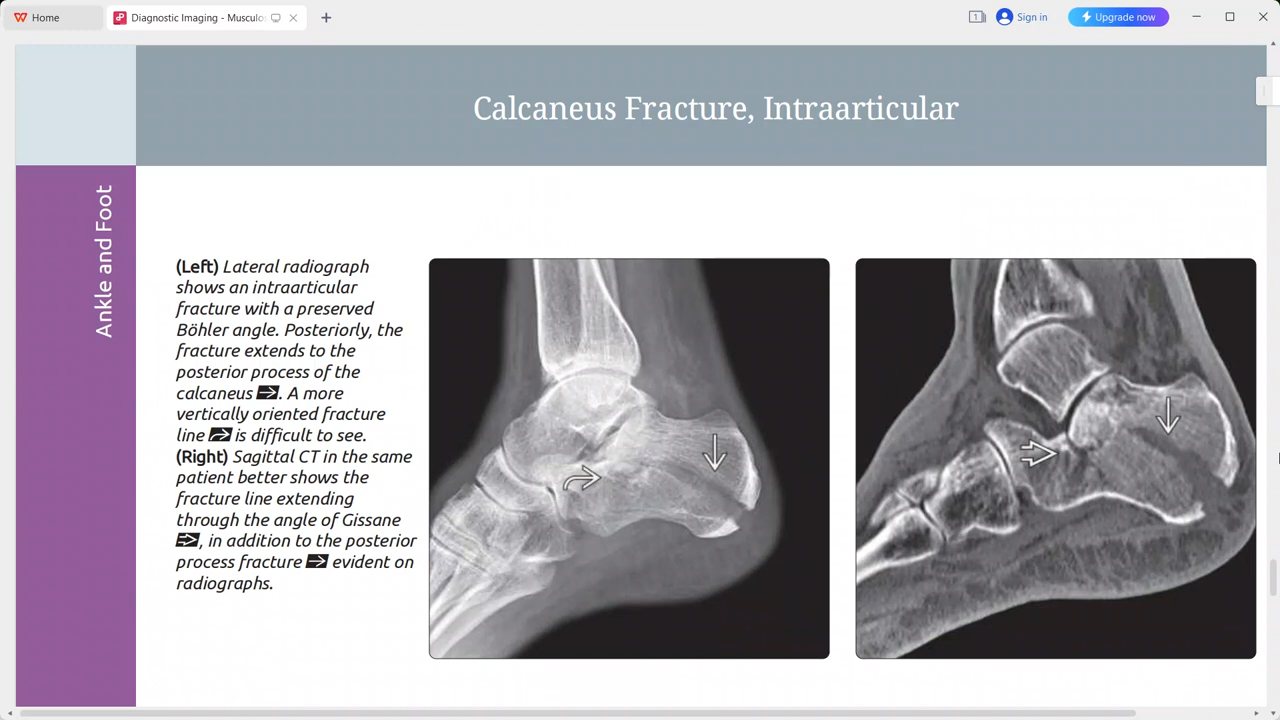 Home
Diagnostic Imaging - Musculos
1
Sign in
Upgrade now
Calcaneus Fracture, Intraarticular
Ankle and Foot
(Left) Lateral radiograph
shows an intraarticular
fracture with a preserved
Böhler angle. Posteriorly, the
fracture extends to the
posterior process of the
calcaneus. A more
vertically oriented fracture
line is difficult to see.
(Right) Sagittal CT in the same
patient better shows the
fracture line extending
through the angle of Gissane
, in addition to the posterior
process fracture evident on
radiographs.